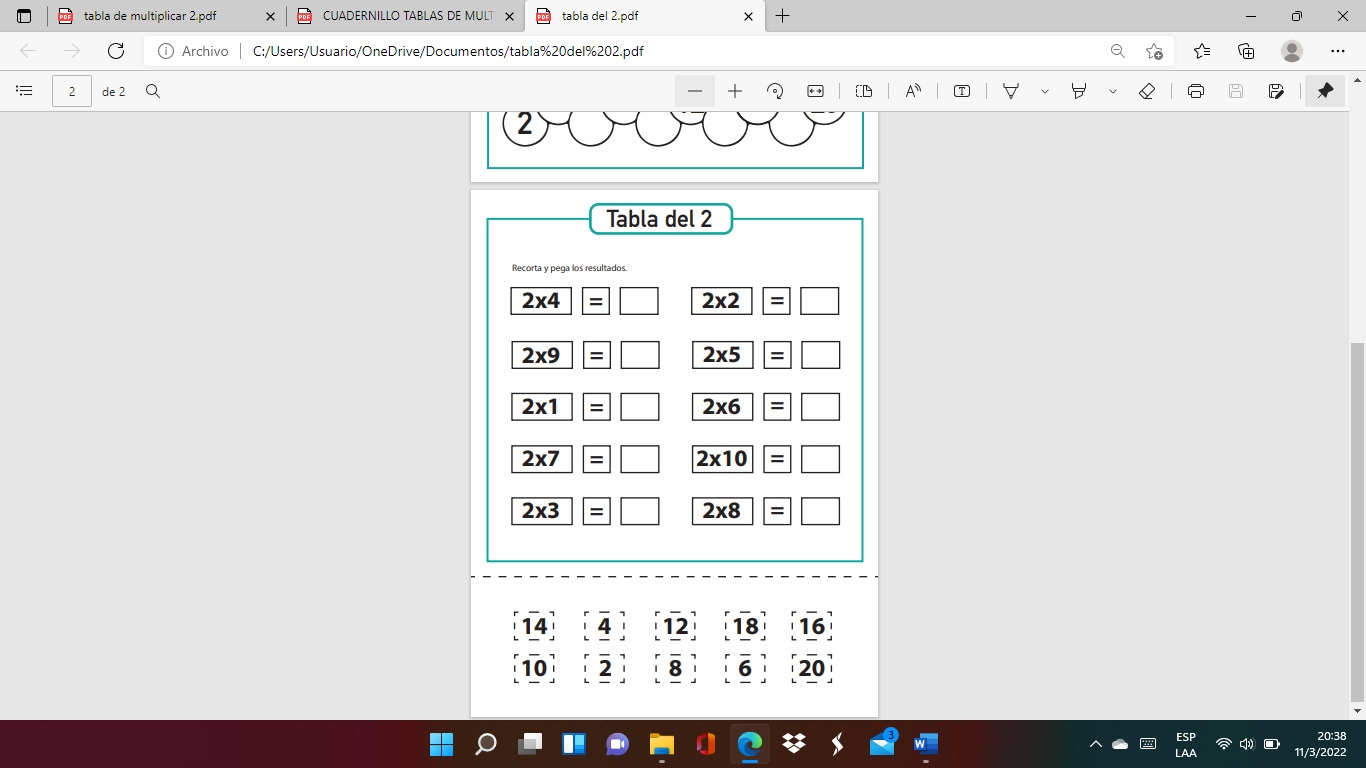 tabla de multiplicar 2.pdf
CUADERNILLO TABLAS DE MULT
tabla del 2.pdf
Archivo
C:/Users/Usuario/OneDrive/Documentos/tabla%20del%202.pdf
2 de 2
2
Tabla del 2
Recorta y pega los resultados.
2x4 = 2x2 =
2x9 = 2x5 =
2x1 = 2x6 =
2x7 = 2x10 =
2x3 = 2x8 =
14 4 12 18 16
10 2 8 6 20
3
ESP
LAA
20:38
11/3/2022